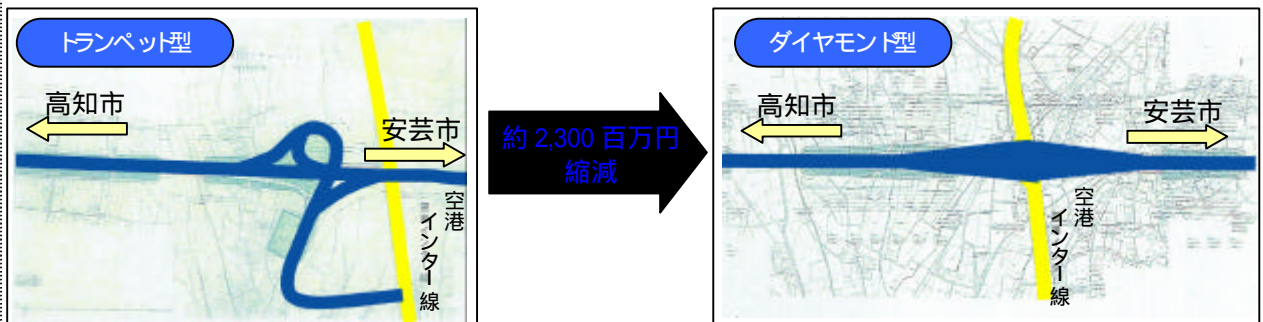 トランペット型
高知市
安芸市
空港
インター線
約 2,300 百万円
縮減
ダイヤモンド型
高知市
安芸市
空港
インター線